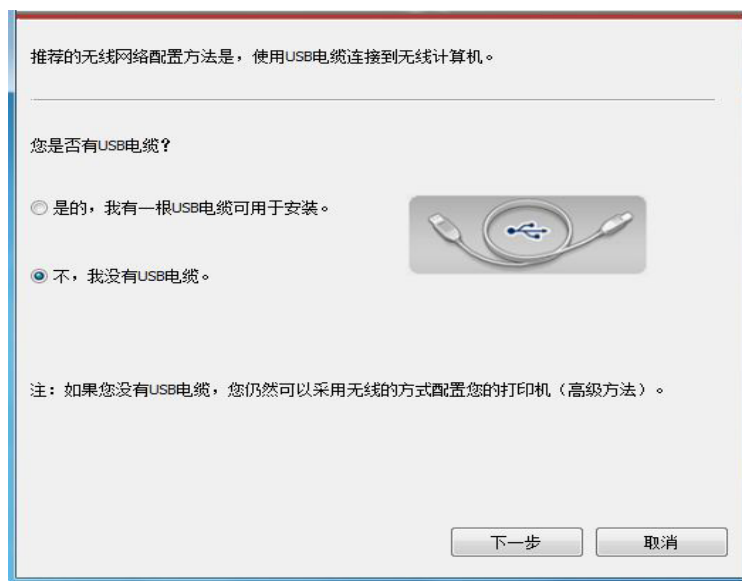 推荐的无线网络配置方法是，使用USB电缆连接到无线计算机。
您是否有USB电缆？
是的，我有一根USB电缆可用于安装。
不，我没有USB电缆。
注：如果您没有USB电缆，您仍然可以采用无线的方式配置您的打印机（高级方法）。
下一步
取消